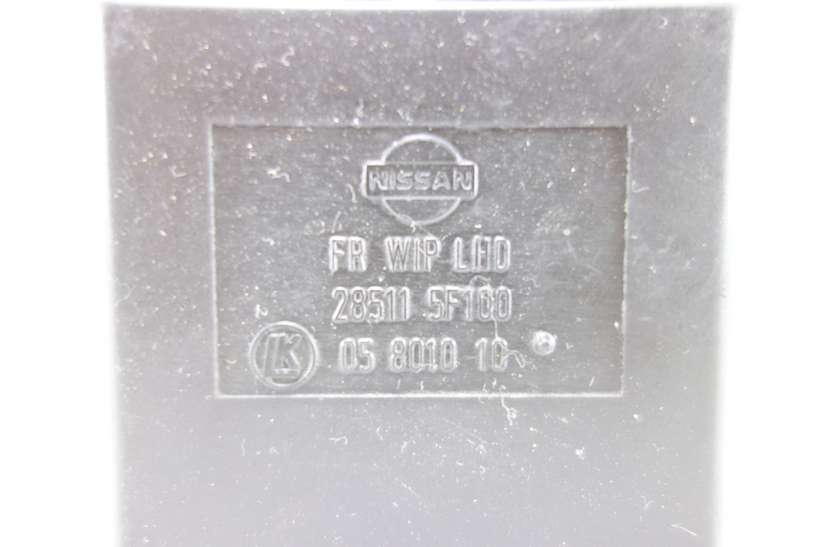 NISSAN
FR WIP LHD
28511 5F100
LK 05 8010 10